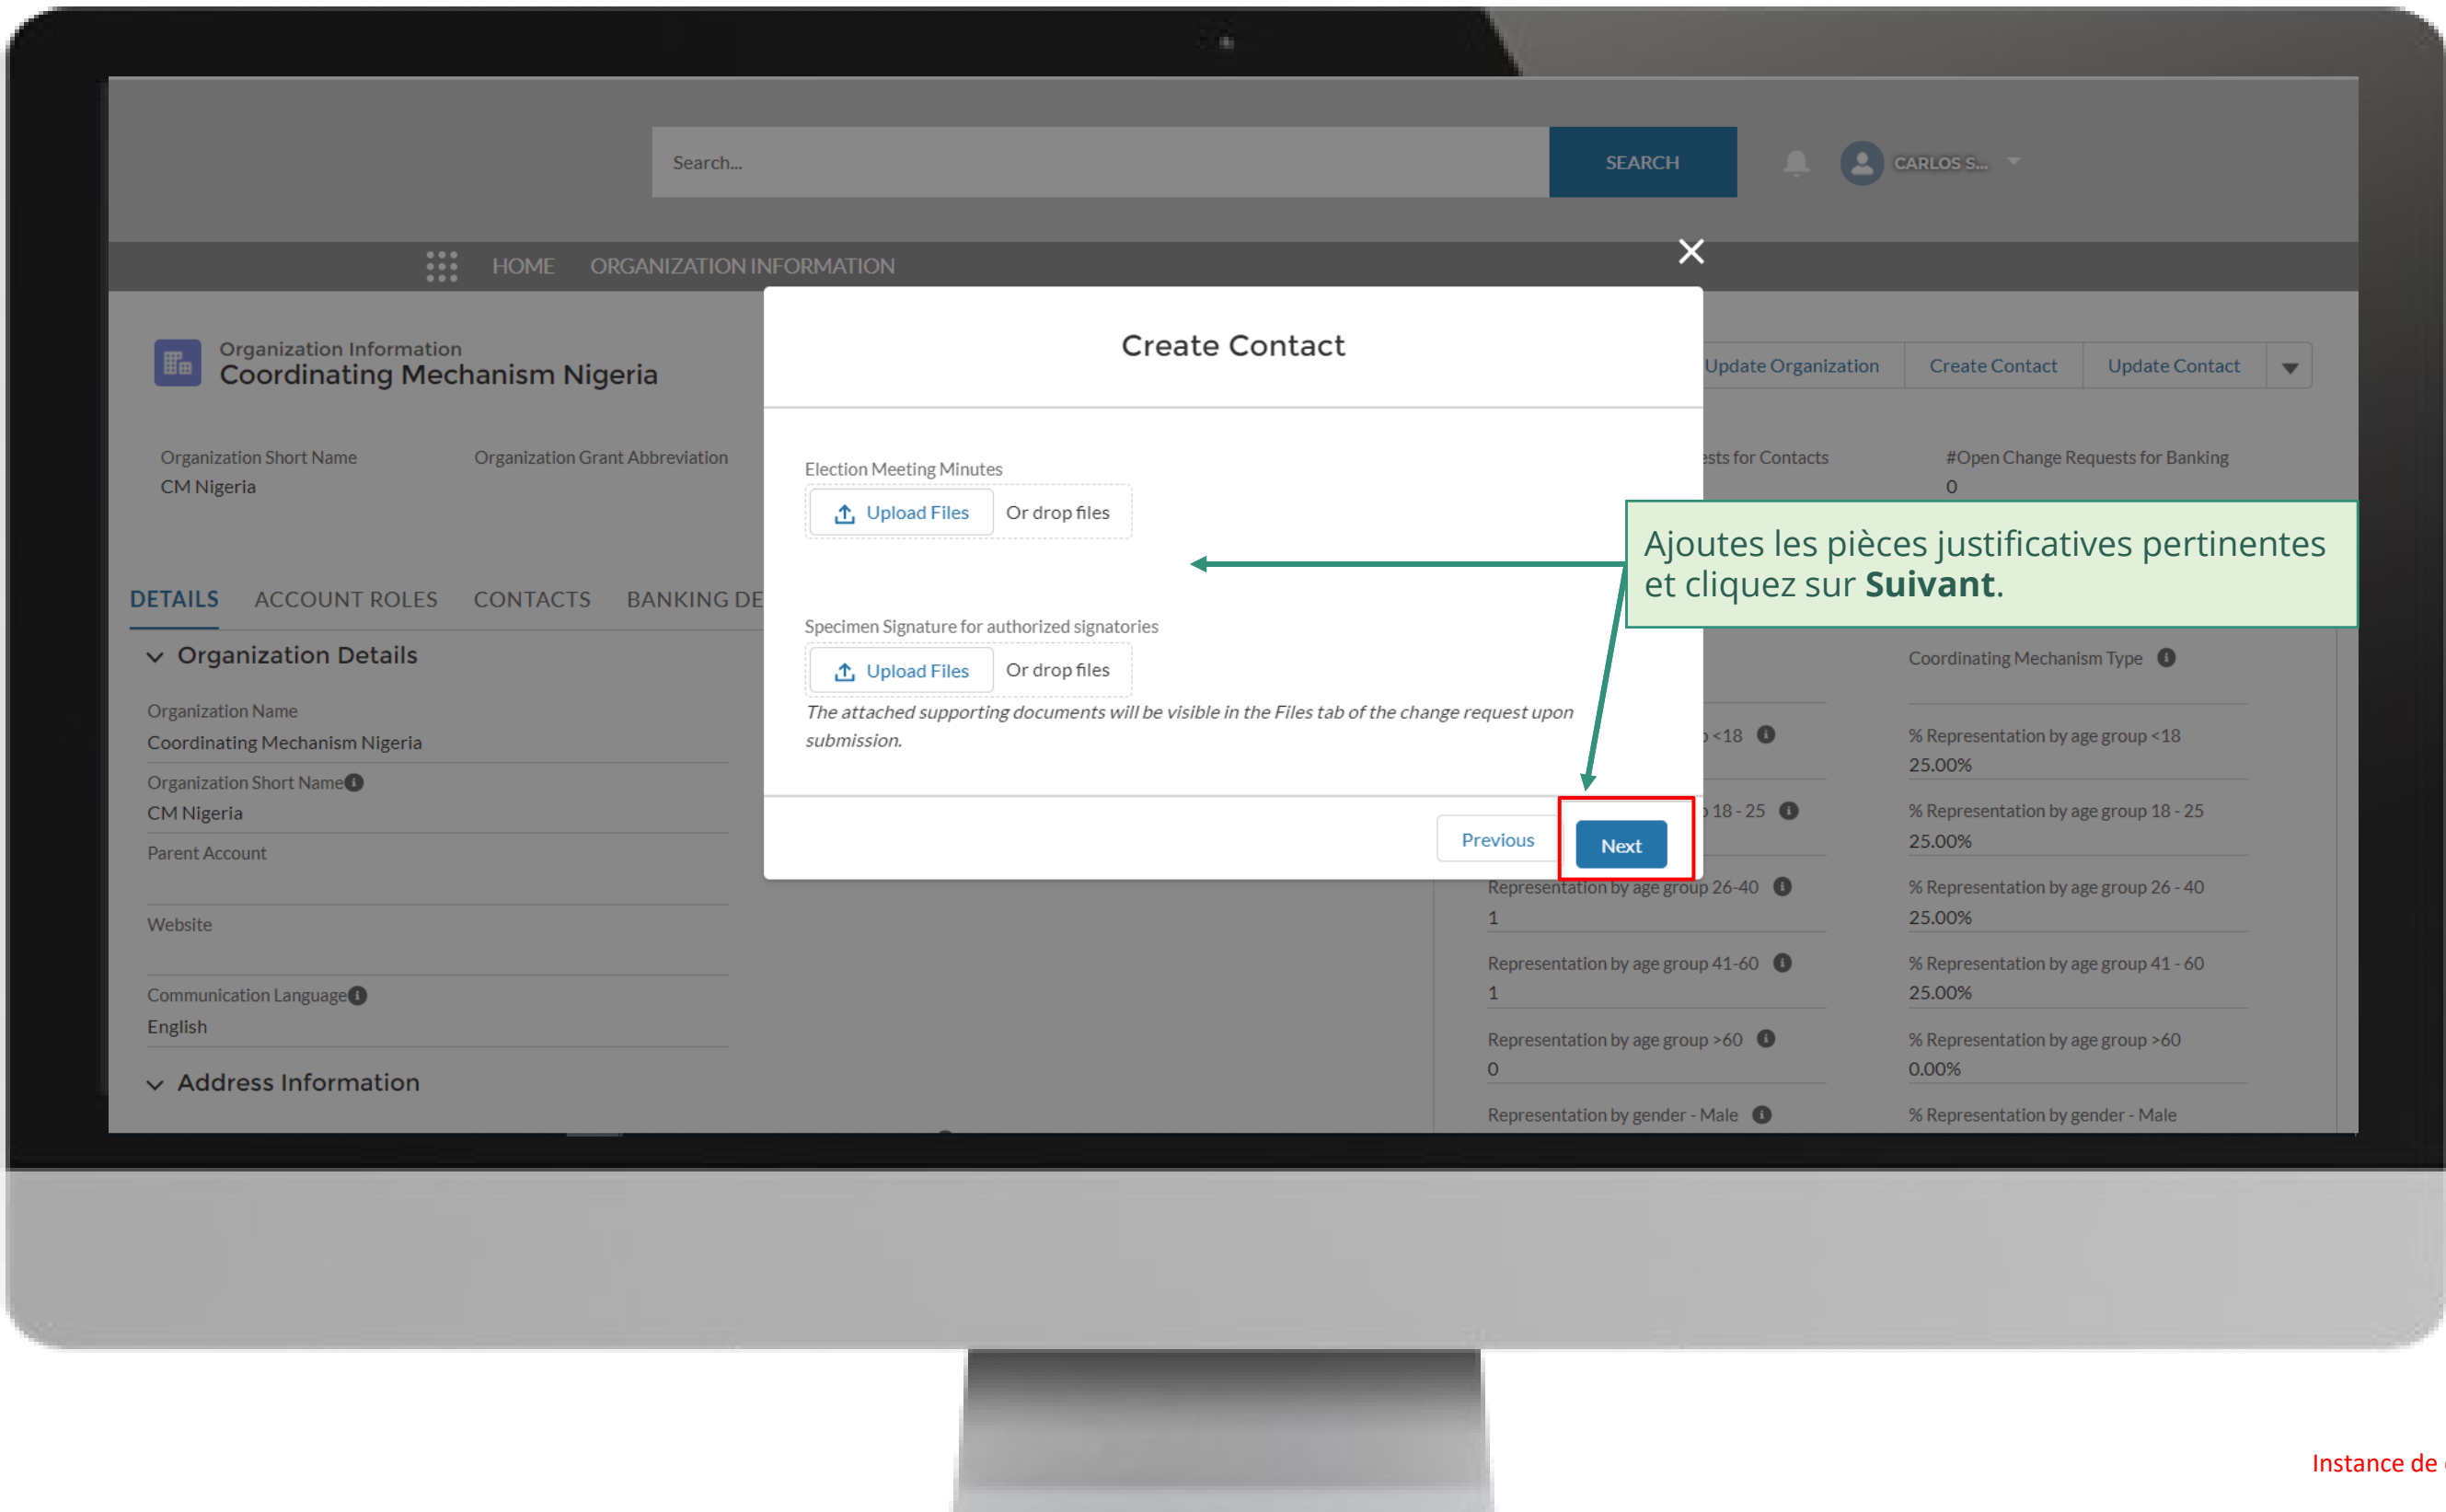 Search...
SEARCH
CARLOS S...
HOME ORGANIZATION INFORMATION
Organization Information
Coordinating Mechanism Nigeria
Update Organization Create Contact Update Contact
Organization Short Name
CM Nigeria
Organization Grant Abbreviation
ests for Contacts
#Open Change Requests for Banking
0
Create Contact
Election Meeting Minutes
Upload Files Or drop files
Specimen Signature for authorized signatories
Upload Files Or drop files
The attached supporting documents will be visible in the Files tab of the change request upon
submission.
Previous Next
Ajoutes les pièces justificatives pertinentes
et cliquez sur Suivant.
DETAILS ACCOUNT ROLES CONTACTS BANKING DE
Organization Details
Organization Name
Coordinating Mechanism Nigeria
Organization Short Name
CM Nigeria
Parent Account
Website
Communication Language
English
Address Information
Coordinating Mechanism Type
<18
% Representation by age group <18
25.00%
18 - 25
% Representation by age group 18 - 25
25.00%
Representation by age group 26-40
1
% Representation by age group 26 - 40
25.00%
Representation by age group 41-60
1
% Representation by age group 41 - 60
25.00%
Representation by age group >60
0
% Representation by age group >60
0.00%
Representation by gender - Male
% Representation by gender - Male
Instance de